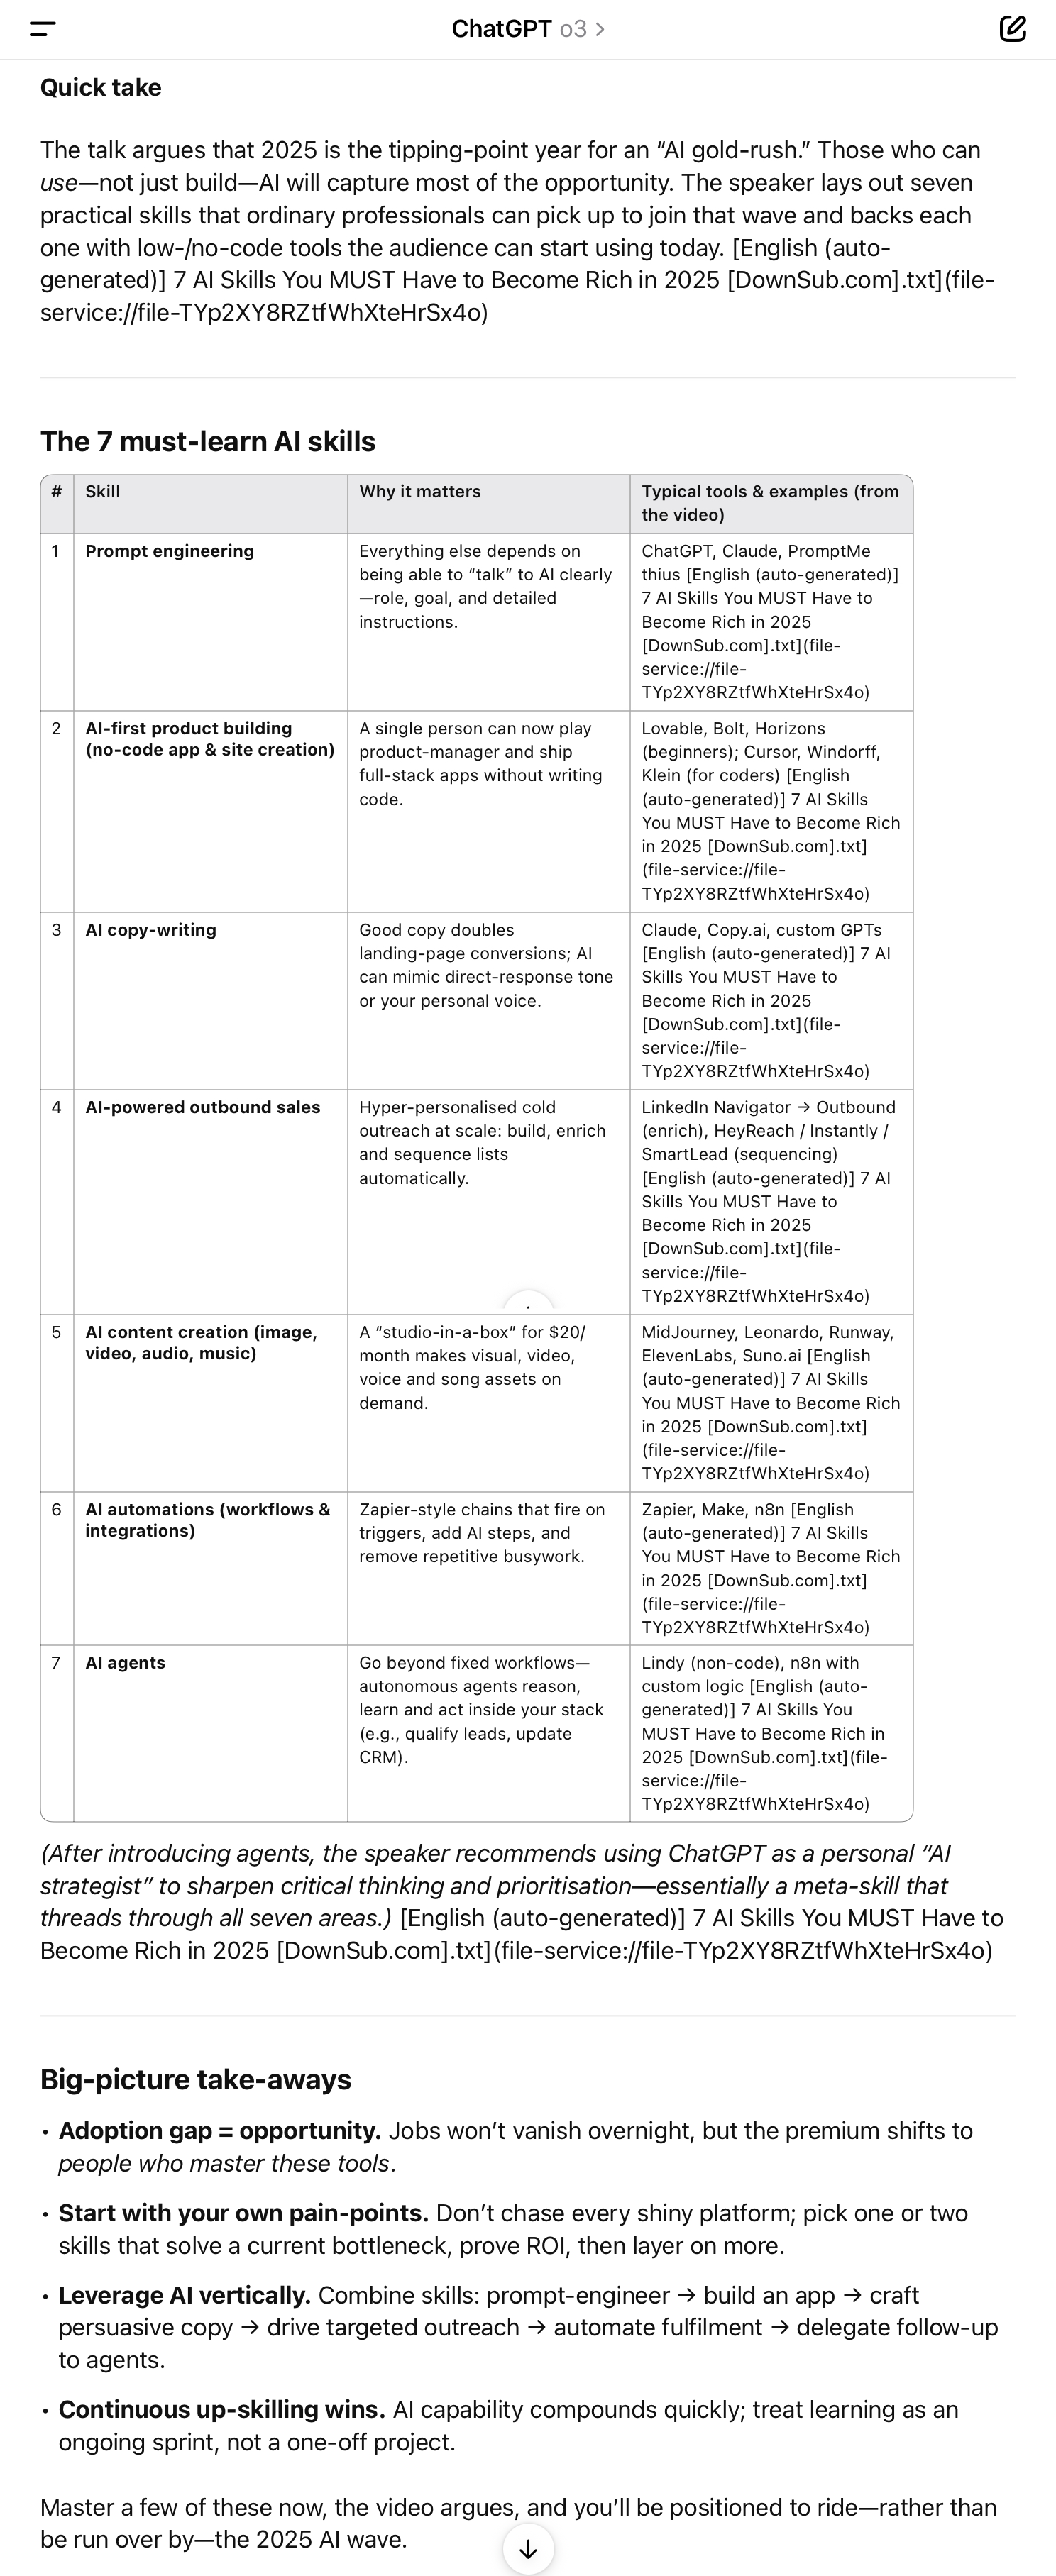 ChatGPT o3 >
Quick take
The talk argues that 2025 is the tipping-point year for an “AI gold-rush.” Those who can
use—not just build—AI will capture most of the opportunity. The speaker lays out seven
practical skills that ordinary professionals can pick up to join that wave and backs each
one with low-/no-code tools the audience can start using today. [English (auto-
generated)] 7 AI Skills You MUST Have to Become Rich in 2025 [DownSub.com].txt](file-
service://file-TYp2XY8RZtfWhXteHrSx4o)
The 7 must-learn AI skills
# Skill Why it matters Typical tools & examples (from
the video)
1 Prompt engineering
Everything else depends on
being able to “talk” to AI clearly
—role, goal, and detailed
instructions.
ChatGPT, Claude, PromptMe
thius [English (auto-generated)]
7 AI Skills You MUST Have to
Become Rich in 2025
[DownSub.com].txt](file-
service://file-
TYp2XY8RZtfWhXteHrSx4o)
2 AI-first product building
(no-code app & site creation)
A single person can now play
product-manager and ship
full-stack apps without writing
code.
Lovable, Bolt, Horizons
(beginners); Cursor, Windorff,
Klein (for coders) [English
(auto-generated)] 7 AI Skills
You MUST Have to Become Rich
in 2025 [DownSub.com].txt]
(file-service://file-
TYp2XY8RZtfWhXteHrSx4o)
3 AI copy-writing
Good copy doubles
landing-page conversions; AI
can mimic direct-response tone
or your personal voice.
Claude, Copy.ai, custom GPTs
[English (auto-generated)] 7 AI
Skills You MUST Have to
Become Rich in 2025
[DownSub.com].txt](file-
service://file-
TYp2XY8RZtfWhXteHrSx4o)
4 AI-powered outbound sales
Hyper-personalised cold
outreach at scale: build, enrich
and sequence lists
automatically.
LinkedIn Navigator → Outbound
(enrich), HeyReach / Instantly /
SmartLead (sequencing)
[English (auto-generated)] 7 AI
Skills You MUST Have to
Become Rich in 2025
[DownSub.com].txt](file-
service://file-
TYp2XY8RZtfWhXteHrSx4o)
5 AI content creation (image,
video, audio, music)
A “studio-in-a-box” for $20/
month makes visual, video,
voice and song assets on
demand.
MidJourney, Leonardo, Runway,
ElevenLabs, Suno.ai [English
(auto-generated)] 7 AI Skills
You MUST Have to Become Rich
in 2025 [DownSub.com].txt]
(file-service://file-
TYp2XY8RZtfWhXteHrSx4o)
6 AI automations (workflows &
integrations)
Zapier-style chains that fire on
triggers, add AI steps, and
remove repetitive busywork.
Zapier, Make, n8n [English
(auto-generated)] 7 AI Skills
You MUST Have to Become Rich
in 2025 [DownSub.com].txt]
(file-service://file-
TYp2XY8RZtfWhXteHrSx4o)
7 AI agents
Go beyond fixed workflows—
autonomous agents reason,
learn and act inside your stack
(e.g., qualify leads, update
CRM).
Lindy (non-code), n8n with
custom logic [English (auto-
generated)] 7 AI Skills You
MUST Have to Become Rich in
2025 [DownSub.com].txt](file-
service://file-
TYp2XY8RZtfWhXteHrSx4o)
(After introducing agents, the speaker recommends using ChatGPT as a personal “AI
strategist” to sharpen critical thinking and prioritisation—essentially a meta-skill that
threads through all seven areas.) [English (auto-generated)] 7 AI Skills You MUST Have to
Become Rich in 2025 [DownSub.com].txt](file-service://file-TYp2XY8RZtfWhXteHrSx4o)
Big-picture take-aways
• Adoption gap = opportunity. Jobs won’t vanish overnight, but the premium shifts to
people who master these tools.
• Start with your own pain-points. Don’t chase every shiny platform; pick one or two
skills that solve a current bottleneck, prove ROI, then layer on more.
• Leverage AI vertically. Combine skills: prompt-engineer → build an app → craft
persuasive copy → drive targeted outreach → automate fulfilment → delegate follow-up
to agents.
• Continuous up-skilling wins. AI capability compounds quickly; treat learning as an
ongoing sprint, not a one-off project.
Master a few of these now, the video argues, and you’ll be positioned to ride—rather than
be run over by—the 2025 AI wave.